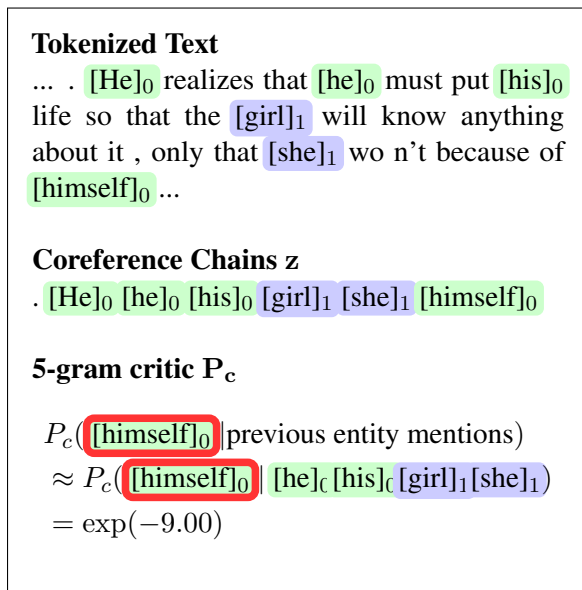 Tokenized Text
... . [He]₀ realizes that [he]₀ must put [his]₀
life so that the [girl]₁ will know anything
about it , only that [she]₁ wo n't because of
[himself]₀ ...
Coreference Chains z
. [He]₀ [he]₀ [his]₀ [girl]₁ [she]₁ [himself]₀
5-gram critic P_c
P_c( [himself]₀ |previous entity mentions)
≈ P_c( [himself]₀ | [he]₀ [his]₀ [girl]₁ [she]₁)
= exp(−9.00)